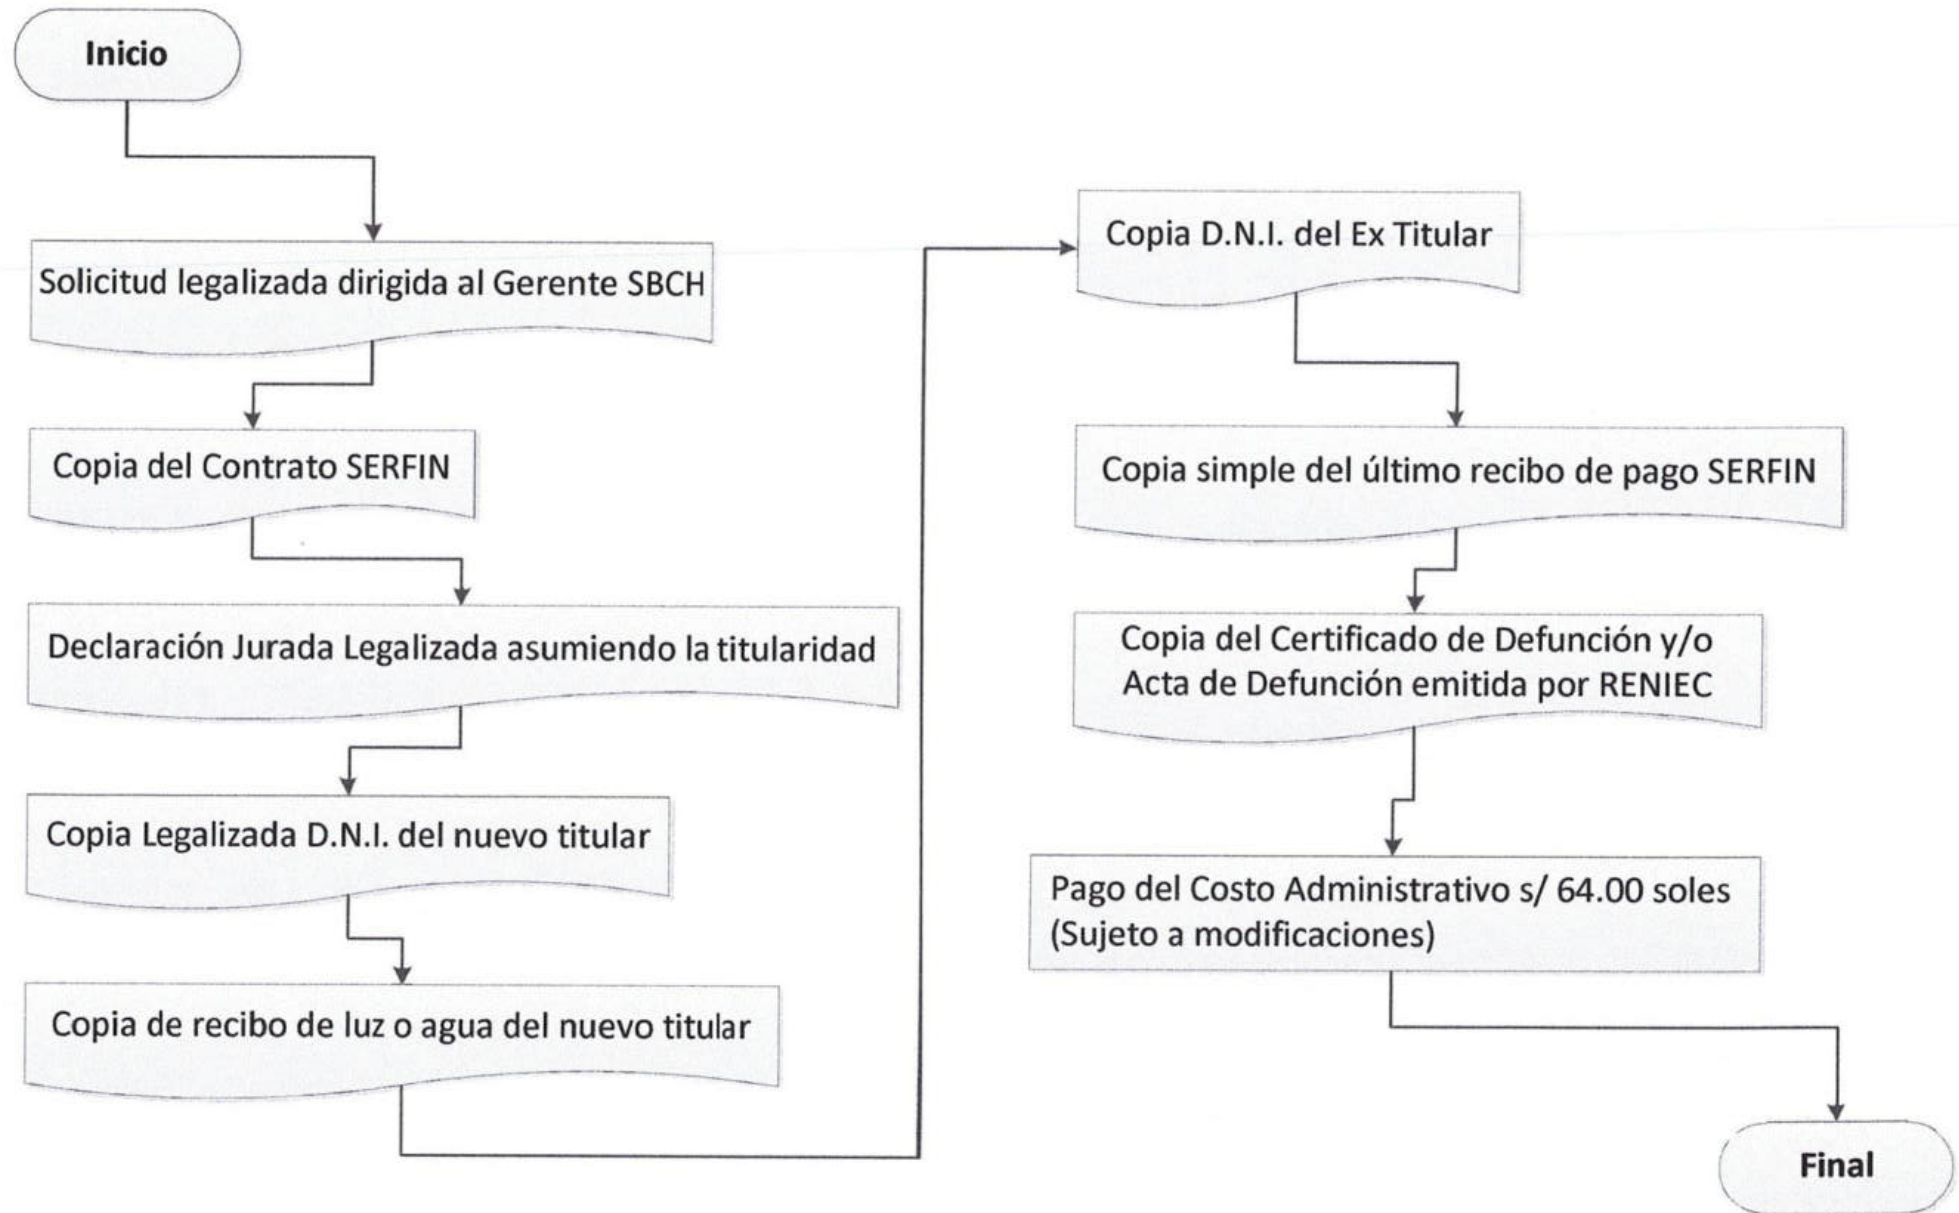 Inicio
Solicitud legalizada dirigida al Gerente SBCH
Copia del Contrato SERFIN
Declaración Jurada Legalizada asumiendo la titularidad
Copia Legalizada D.N.I. del nuevo titular
Copia de recibo de luz o agua del nuevo titular
Copia D.N.I. del Ex Titular
Copia simple del último recibo de pago SERFIN
Copia del Certificado de Defunción y/o
Acta de Defunción emitida por RENIEC
Pago del Costo Administrativo s/ 64.00 soles
(Sujeto a modificaciones)
Final